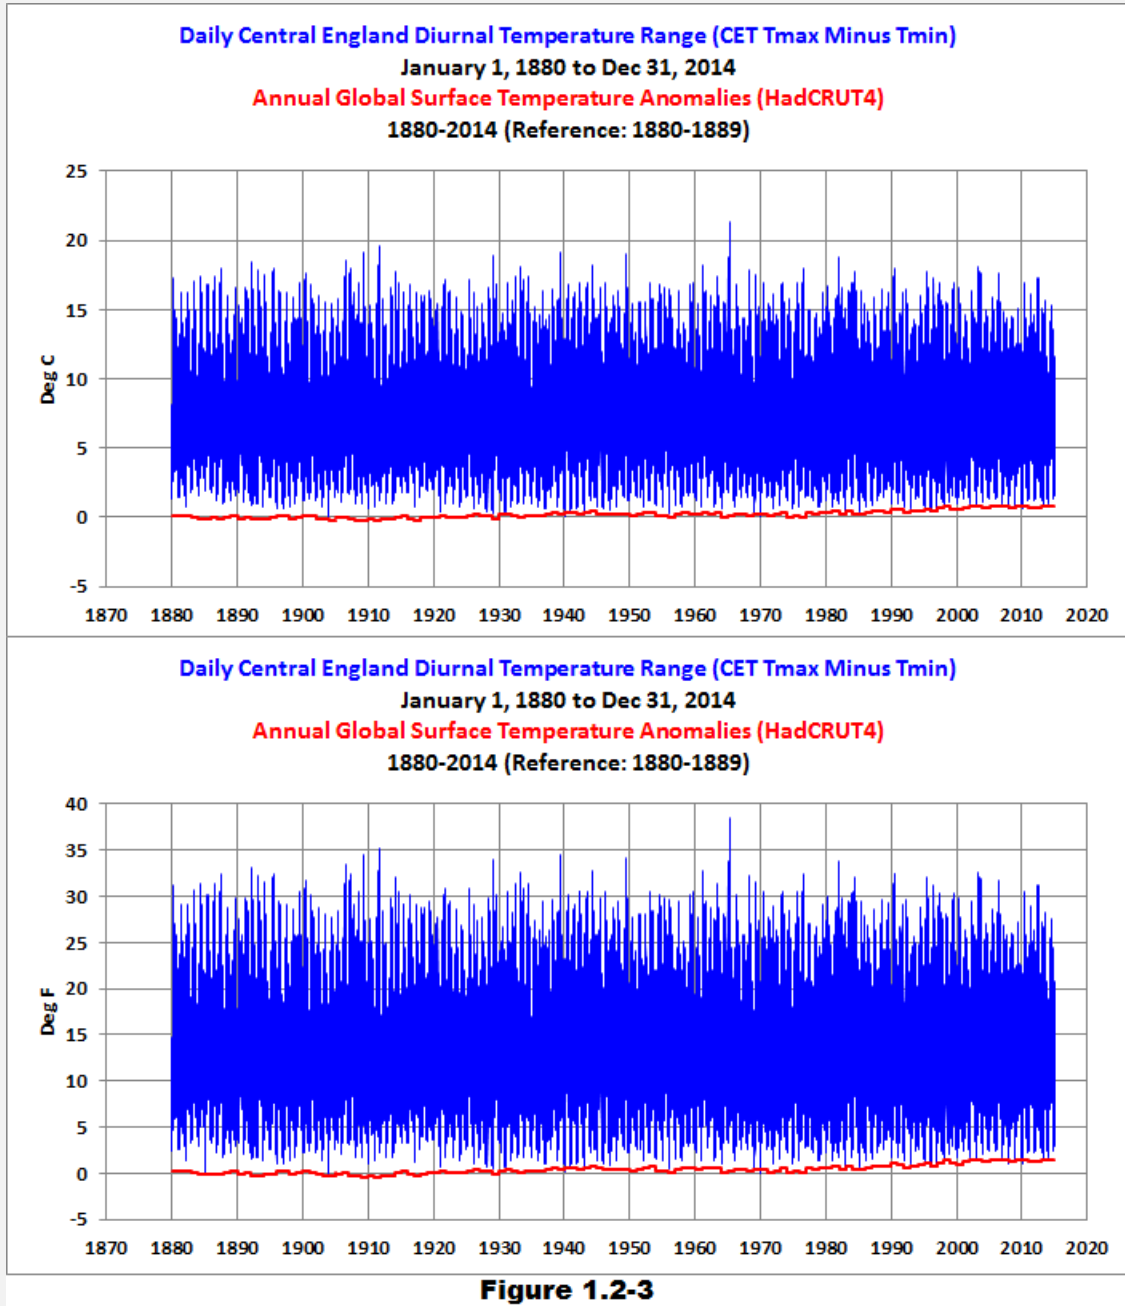 Daily Central England Diurnal Temperature Range (CET Tmax Minus Tmin)
January 1, 1880 to Dec 31, 2014
Annual Global Surface Temperature Anomalies (HadCRUT4)
1880-2014 (Reference: 1880-1889)
25
20
15
10
5
0
-5
Deg C
1870 1880 1890 1900 1910 1920 1930 1940 1950 1960 1970 1980 1990 2000 2010 2020
Daily Central England Diurnal Temperature Range (CET Tmax Minus Tmin)
January 1, 1880 to Dec 31, 2014
Annual Global Surface Temperature Anomalies (HadCRUT4)
1880-2014 (Reference: 1880-1889)
40
35
30
25
20
15
10
5
0
-5
Deg F
1870 1880 1890 1900 1910 1920 1930 1940 1950 1960 1970 1980 1990 2000 2010 2020
Figure 1.2-3